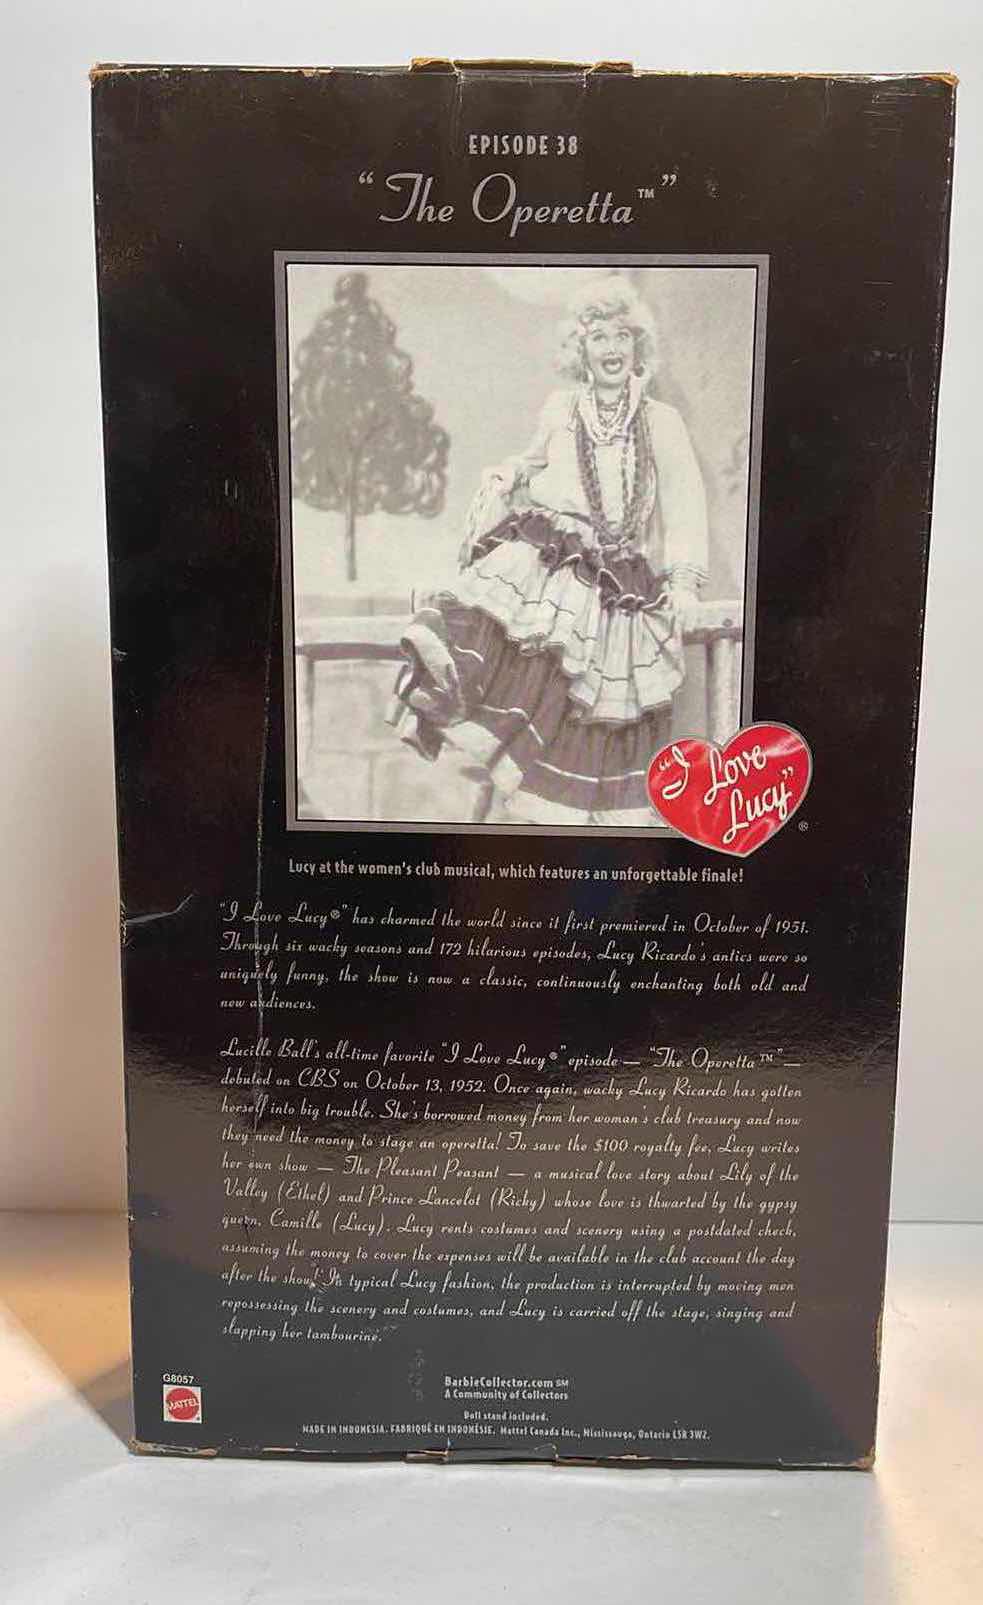 EPISODE 38
"The Operetta™"
"I Love Lucy" ®
Lucy at the women's club musical, which features an unforgettable finale!
"I Love Lucy®" has charmed the world since it first premiered in October of 1951.
Through six wacky seasons and 172 hilarious episodes, Lucy Ricardo's antics were so
uniquely funny, the show is now a classic, continuously enchanting both old and
new audiences.
Lucille Ball's all-time favorite "I Love Lucy®" episode — "The Operetta™" —
debuted on CBS on October 13, 1952. Once again, wacky Lucy Ricardo has gotten
herself into big trouble. She's borrowed money from her woman's club treasury and now
they need the money to stage an operetta! To save the $100 royalty fee, Lucy writes
her own show — The Pleasant Peasant — a musical love story about Lily of the
Valley (Ethel) and Prince Lancelot (Ricky) whose love is thwarted by the gypsy
queen, Camille (Lucy). Lucy rents costumes and scenery using a postdated check,
assuming the money to cover the expenses will be available in the club account the day
after the show! In typical Lucy fashion, the production is interrupted by moving men
repossessing the scenery and costumes, and Lucy is carried off the stage, singing and
slapping her tambourine.
G8057
MATTEL
BarbieCollector.com SM
A Community of Collectors
Doll stand included.
MADE IN INDONESIA. FABRIQUÉ EN INDONÉSIE. Mattel Canada Inc., Mississauga, Ontario L5R 3W2.